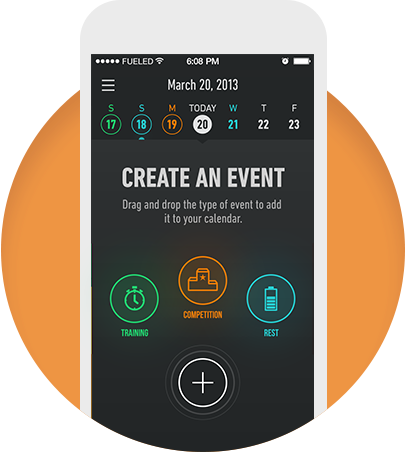 FUELED 6:08 PM
March 20, 2013
S S M TODAY W T F
17 18 19 20 21 22 23
CREATE AN EVENT
Drag and drop the type of event to add
it to your calendar.
COMPETITION
TRAINING REST